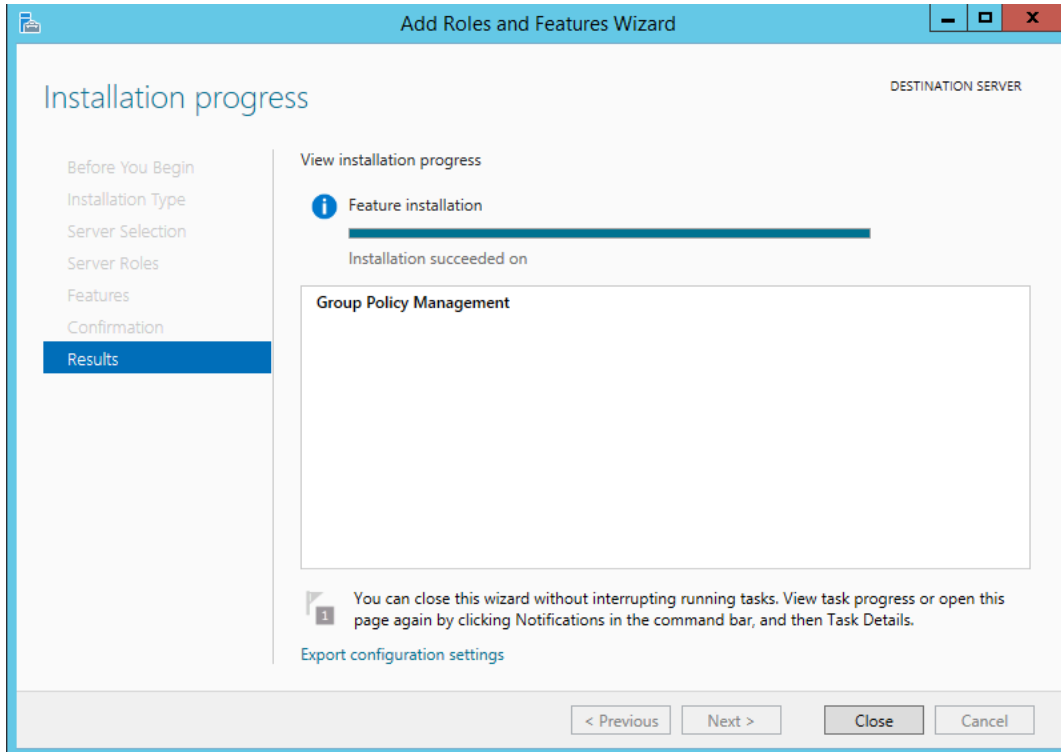 Add Roles and Features Wizard
Installation progress
DESTINATION SERVER
Before You Begin
Installation Type
Server Selection
Server Roles
Features
Confirmation
Results
View installation progress
Feature installation
Installation succeeded on
Group Policy Management
1
You can close this wizard without interrupting running tasks. View task progress or open this
page again by clicking Notifications in the command bar, and then Task Details.
Export configuration settings
< Previous
Next >
Close
Cancel